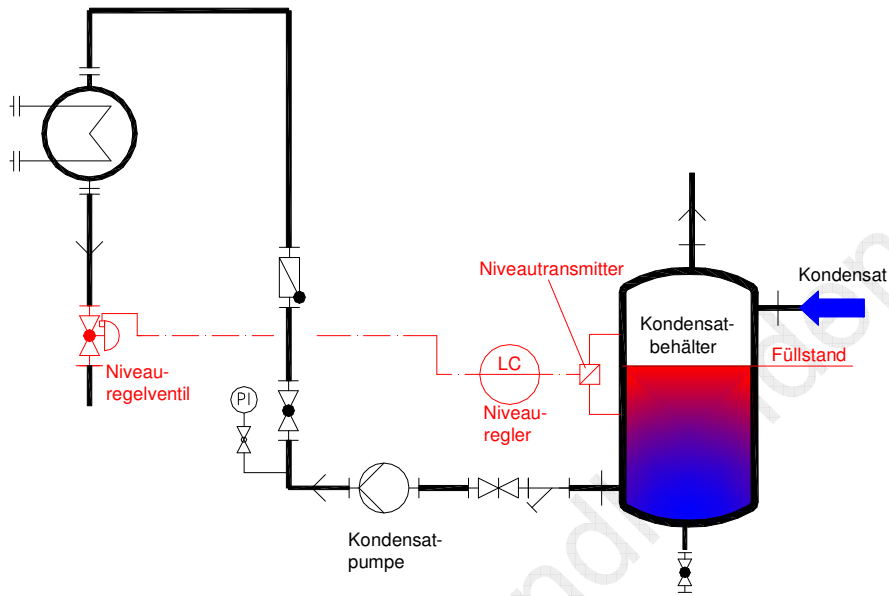 Niveautransmitter
Kondensat
Kondensat-
behälter
Füllstand
LC
Niveau-
regler
Niveau-
regelventil
PI
Kondensat-
pumpe